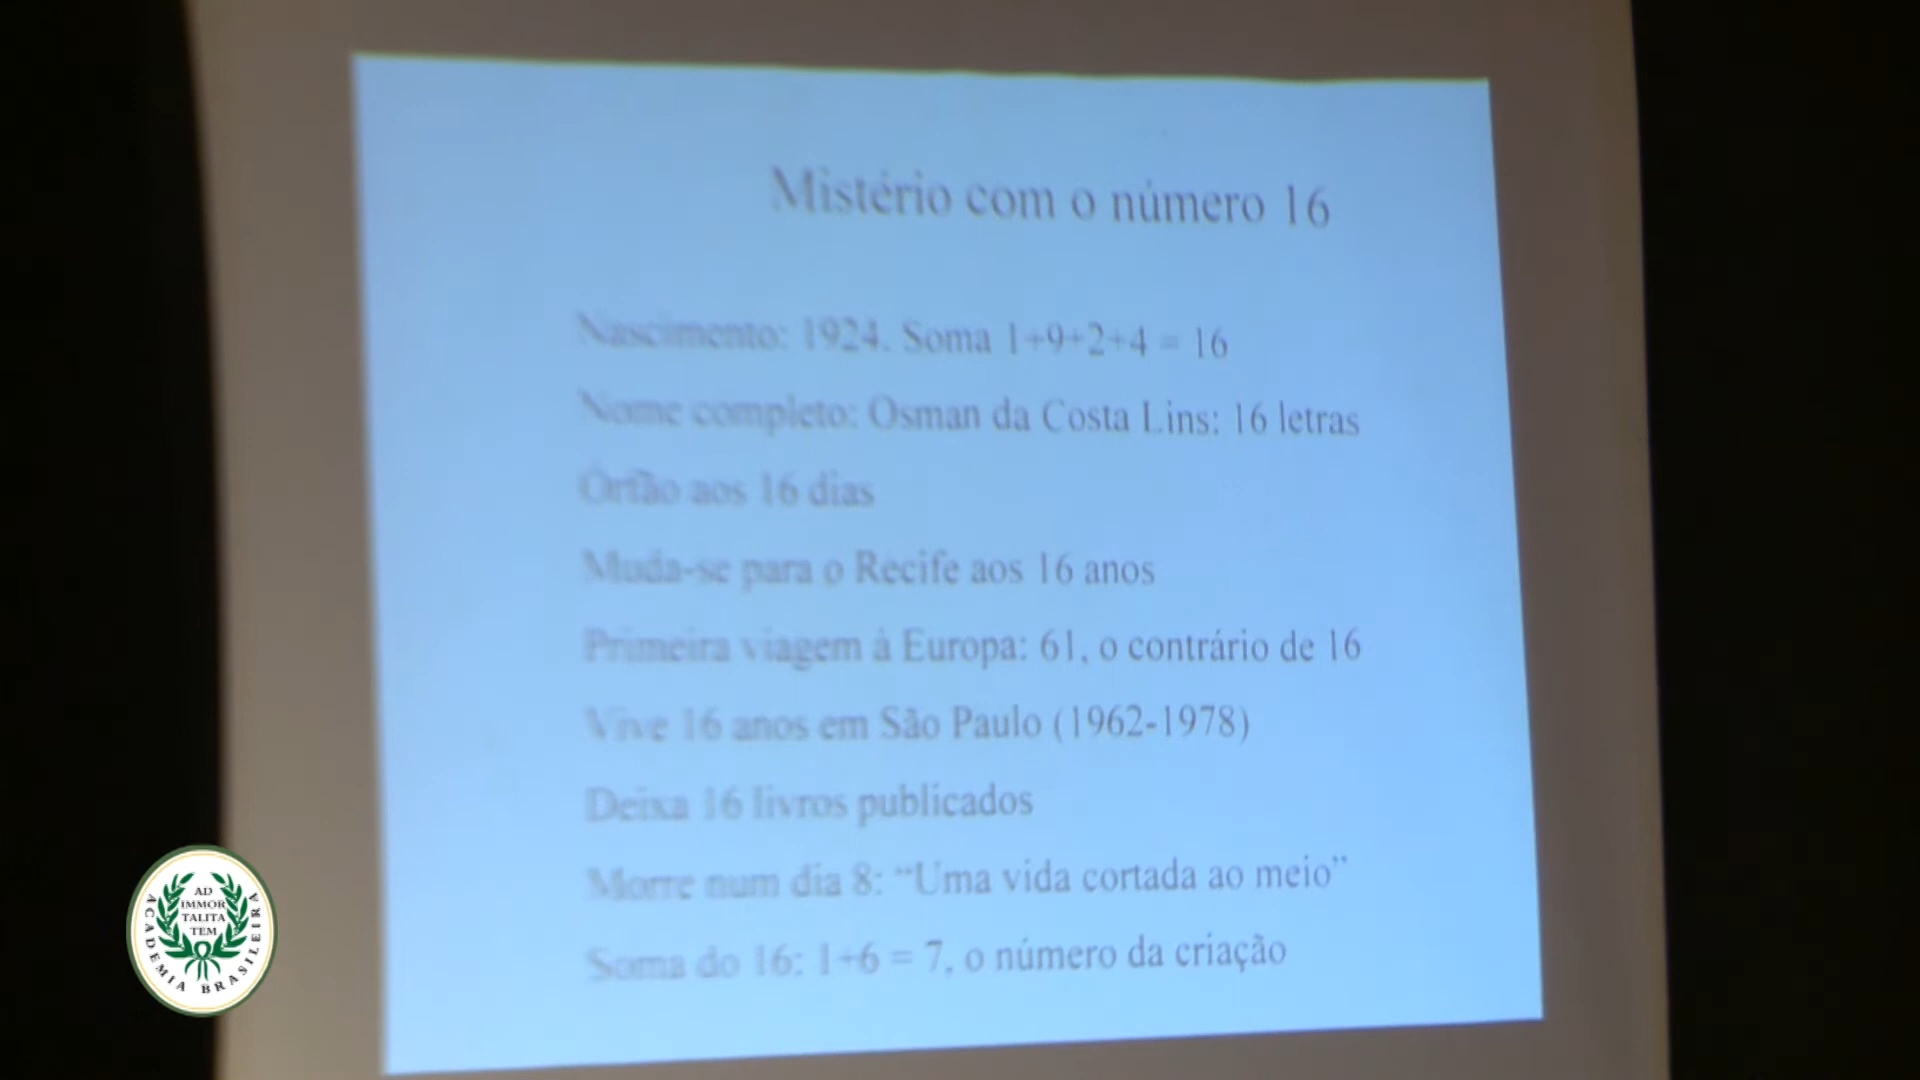 Mistério com o número 16
Nascimento: 1924. Soma 1+9+2+4 = 16
Nome completo: Osman da Costa Lins: 16 letras
Órfão aos 16 dias
Muda-se para o Recife aos 16 anos
Primeira viagem à Europa: 61, o contrário de 16
Vive 16 anos em São Paulo (1962-1978)
Deixa 16 livros publicados
Morre num dia 8: “Uma vida cortada ao meio”
Soma do 16: 1+6 = 7, o número da criação
AD
IMMOR
TALITA
TEM
ACADEMIA BRASILEIRA